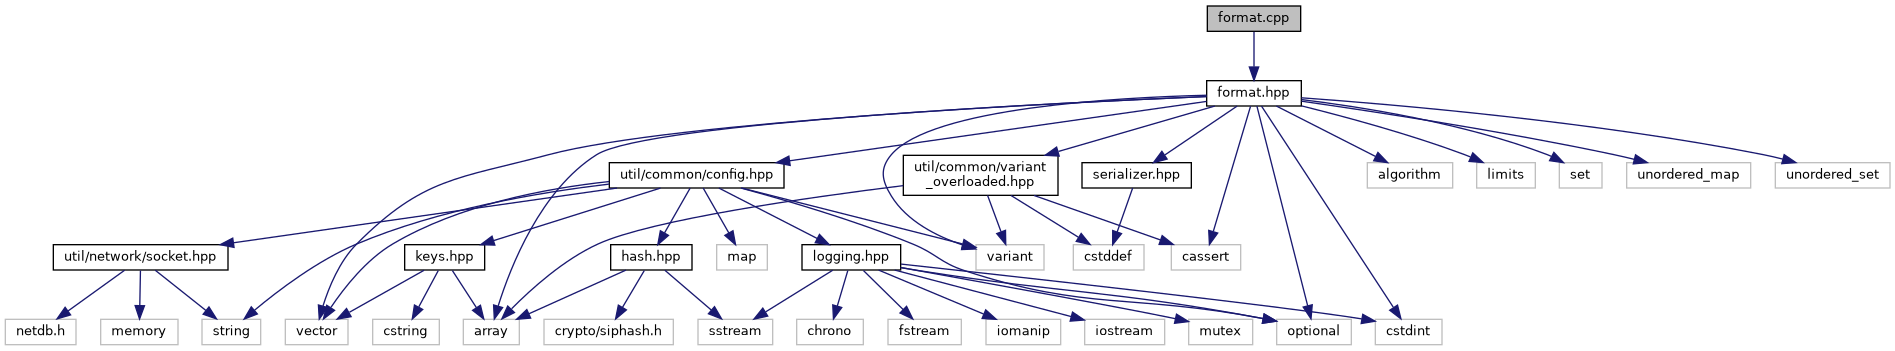 format.cpp
format.hpp
util/common/config.hpp
util/common/variant
_overloaded.hpp
serializer.hpp
algorithm
limits
set
unordered_map
unordered_set
util/network/socket.hpp
keys.hpp
hash.hpp
map
logging.hpp
variant
cstddef
cassert
netdb.h
memory
string
vector
cstring
array
crypto/siphash.h
sstream
chrono
fstream
iomanip
iostream
mutex
optional
cstdint